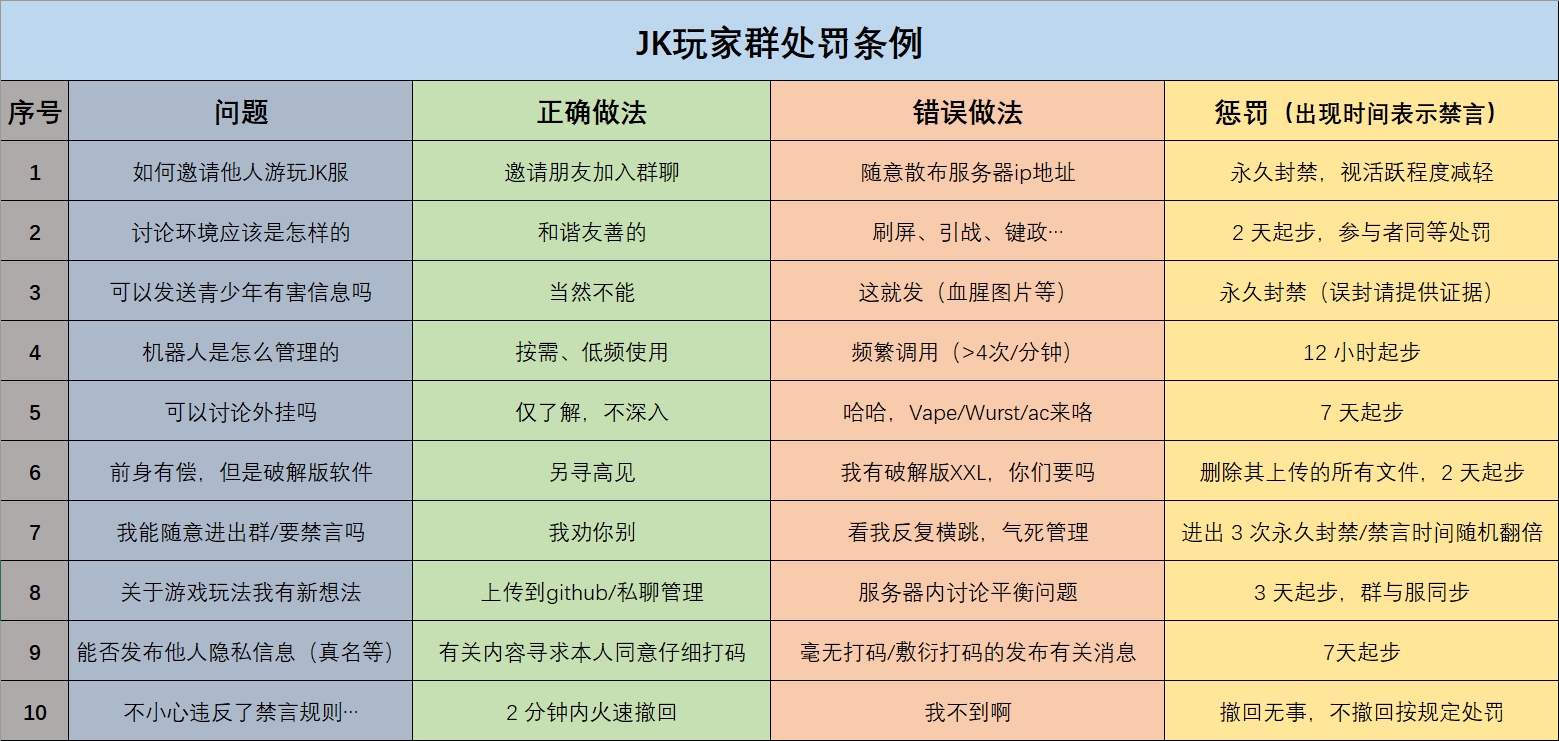 JK玩家群处罚条例
序号 问题 正确做法 错误做法 惩罚（出现时间表示禁言）
1 如何邀请他人游玩JK服 邀请朋友加入群聊 随意散布服务器ip地址 永久封禁，视活跃程度减轻
2 讨论环境应该是怎样的 和谐友善的 刷屏、引战、键政… 2 天起步，参与者同等处罚
3 可以发送青少年有害信息吗 当然不能 这就发（血腥图片等） 永久封禁（误封请提供证据）
4 机器人是怎么管理的 按需、低频使用 频繁调用（>4次/分钟） 12 小时起步
5 可以讨论外挂吗 仅了解，不深入 哈哈，Vape/Wurst/ac来咯 7 天起步
6 前身有偿，但是破解版软件 另寻高见 我有破解版XXL，你们要吗 删除其上传的所有文件，2 天起步
7 我能随意进出群/要禁言吗 我劝你别 看我反复横跳，气死管理 进出 3 次永久封禁/禁言时间随机翻倍
8 关于游戏玩法我有新想法 上传到github/私聊管理 服务器内讨论平衡问题 3 天起步，群与服同步
9 能否发布他人隐私信息（真名等） 有关内容寻求本人同意仔细打码 毫无打码/敷衍打码的发布有关消息 7天起步
10 不小心违反了禁言规则… 2 分钟内火速撤回 我不到啊 撤回无事，不撤回按规定处罚